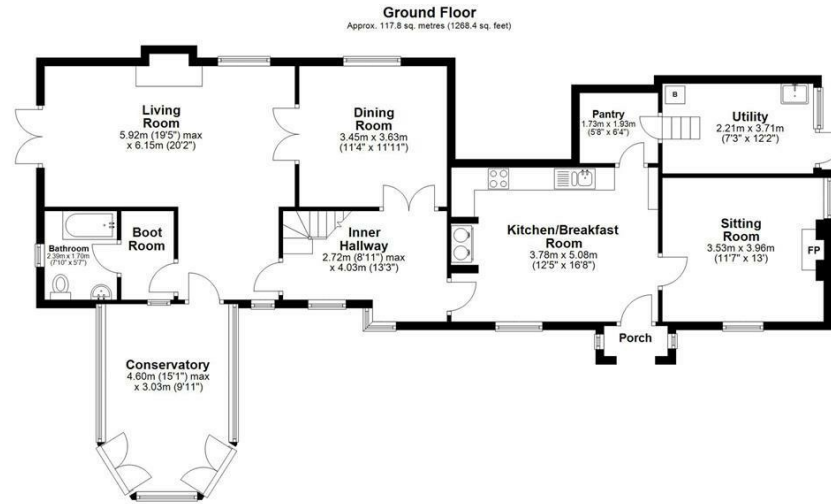 Ground Floor
Approx. 117.8 sq. metres (1268.4 sq. feet)
Living
Room
5.92m (19'5") max
x 6.15m (20'2")
Dining
Room
3.45m x 3.63m
(11'4" x 11'11")
Pantry
1.73m x 1.93m
(5'8" x 6'4")
B
Utility
2.21m x 3.71m
(7'3" x 12'2")
Bathroom
2.39m x 1.70m
(7'10" x 5'7")
Boot
Room
Inner
Hallway
2.72m (8'11") max
x 4.03m (13'3")
Kitchen/Breakfast
Room
3.78m x 5.08m
(12'5" x 16'8")
Sitting
Room
3.53m x 3.96m
(11'7" x 13')
FP
Porch
Conservatory
4.60m (15'1") max
x 3.03m (9'11")